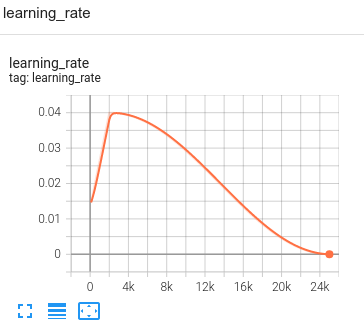 learning_rate
learning_rate
tag: learning_rate
0.04
0.03
0.02
0.01
0
0 4k 8k 12k 16k 20k 24k